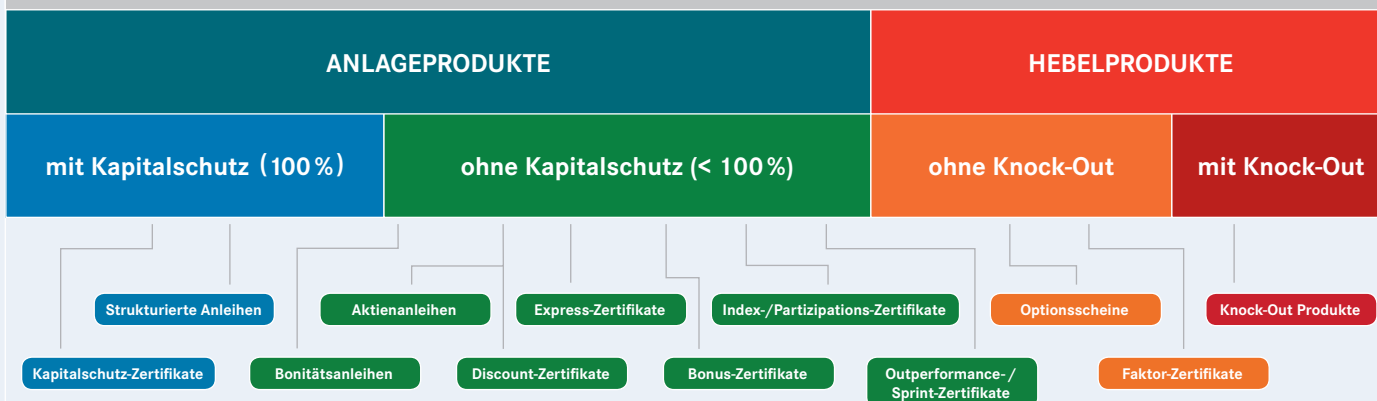 ANLAGEPRODUKTE
HEBELPRODUKTE
mit Kapitalschutz (100 %)
ohne Kapitalschutz (< 100 %)
ohne Knock-Out
mit Knock-Out
Strukturierte Anleihen
Aktienanleihen
Express-Zertifikate
Index-/Partizipations-Zertifikate
Optionsscheine
Knock-Out Produkte
Kapitalschutz-Zertifikate
Bonitätsanleihen
Discount-Zertifikate
Bonus-Zertifikate
Outperformance- /
Sprint-Zertifikate
Faktor-Zertifikate